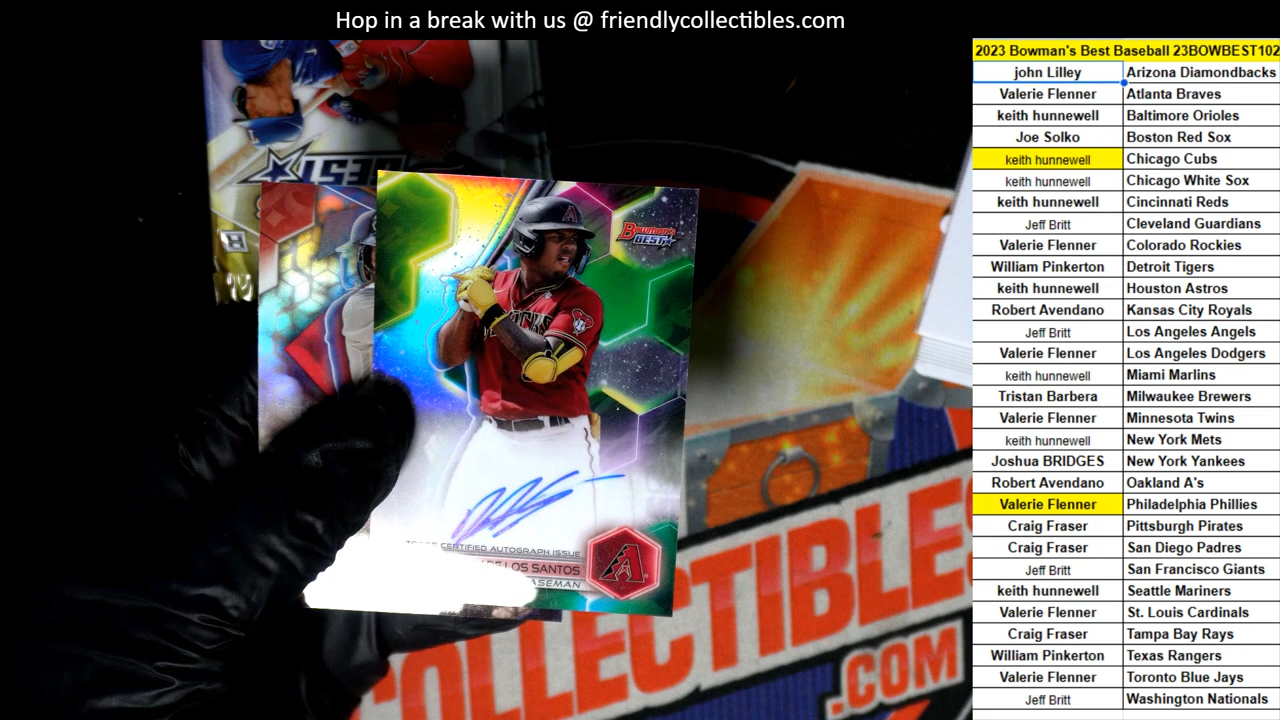 Hop in a break with us @ friendlycollectibles.com
2023 Bowman's Best Baseball 23BOWBEST102
john Lilley Arizona Diamondbacks
Valerie Flenner Atlanta Braves
keith hunnewell Baltimore Orioles
Joe Solko Boston Red Sox
keith hunnewell Chicago Cubs
keith hunnewell Chicago White Sox
keith hunnewell Cincinnati Reds
Jeff Britt Cleveland Guardians
Valerie Flenner Colorado Rockies
William Pinkerton Detroit Tigers
keith hunnewell Houston Astros
Robert Avendano Kansas City Royals
Jeff Britt Los Angeles Angels
Valerie Flenner Los Angeles Dodgers
keith hunnewell Miami Marlins
Tristan Barbera Milwaukee Brewers
Valerie Flenner Minnesota Twins
keith hunnewell New York Mets
Joshua BRIDGES New York Yankees
Robert Avendano Oakland A's
Valerie Flenner Philadelphia Phillies
Craig Fraser Pittsburgh Pirates
Craig Fraser San Diego Padres
Jeff Britt San Francisco Giants
keith hunnewell Seattle Mariners
Valerie Flenner St. Louis Cardinals
Craig Fraser Tampa Bay Rays
William Pinkerton Texas Rangers
Valerie Flenner Toronto Blue Jays
Jeff Britt Washington Nationals
BEST
BOWMAN'S
BEST
A
CERTIFIED AUTOGRAPH ISSUE
LOS SANTOS
ASEMAN
A
COLLECTIBLES
.COM